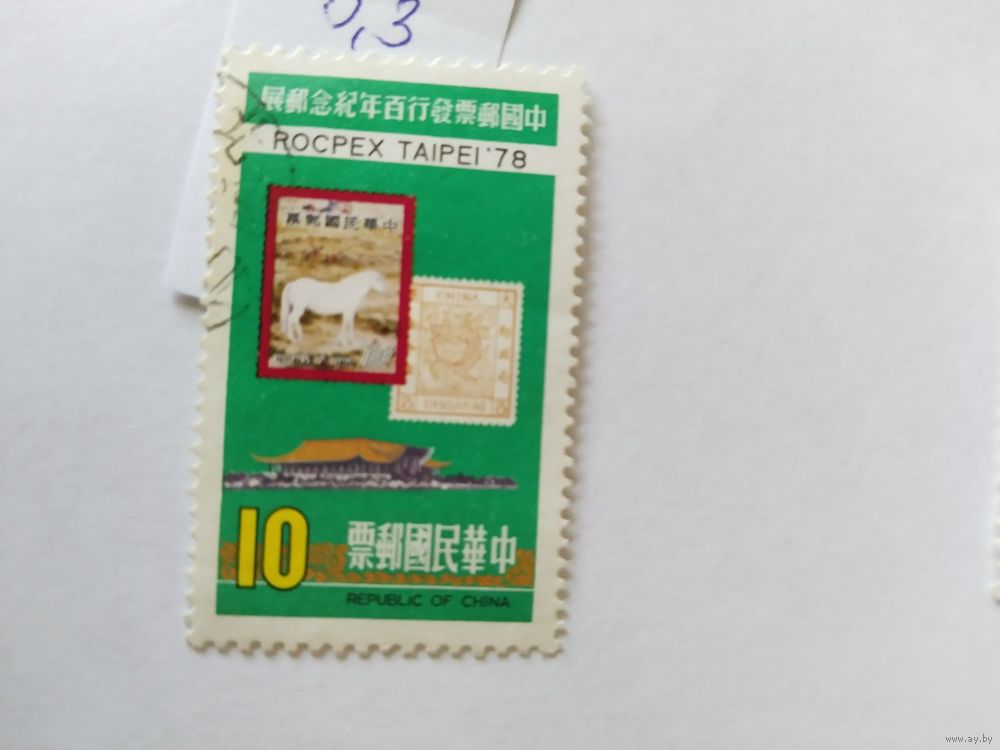 0,3
展郵念紀年百行發票郵國中
ROCPEX TAIPEI '78
票郵國民華中
CHINA
CANDARINS
10
票郵國民華中
REPUBLIC OF CHINA
www.ay.by